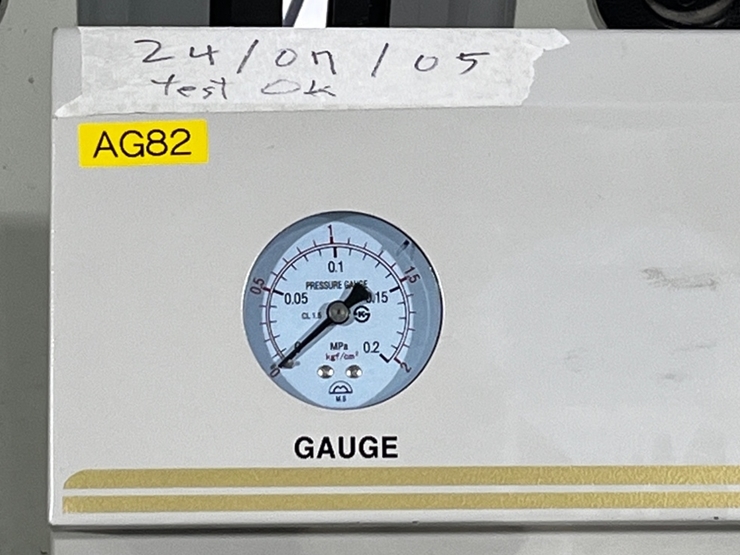 24/07/05
Test OK
AG82
1
0.1
0.5
1.5
PRESSURE GAUGE
0.05
0.15
CL 1.5
MPa
kgf/cm²
0.2
0
0
2
M.S
GAUGE